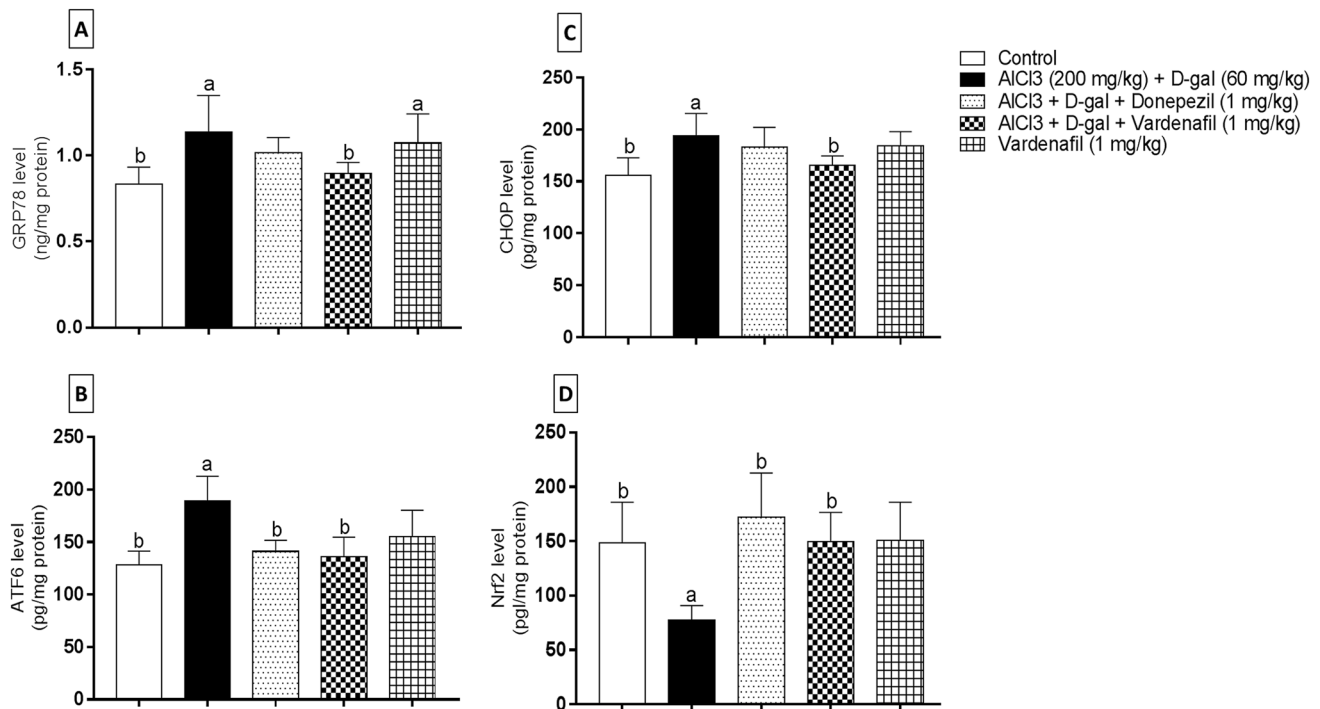 A
a
a
b
b
1.5
1.0
0.5
0.0
GRP78 level
(ng/mg protein)
C
a
b
b
250
200
150
100
50
0
CHOP level
(pg/mg protein)
Control
AlCl3 (200 mg/kg) + D-gal (60 mg/kg)
AlCl3 + D-gal + Donepezil (1 mg/kg)
AlCl3 + D-gal + Vardenafil (1 mg/kg)
Vardenafil (1 mg/kg)
B
a
b
b
b
250
200
150
100
50
0
ATF6 level
(pg/mg protein)
D
b
b
b
a
250
200
150
100
50
0
Nrf2 level
(pgl/mg protein)